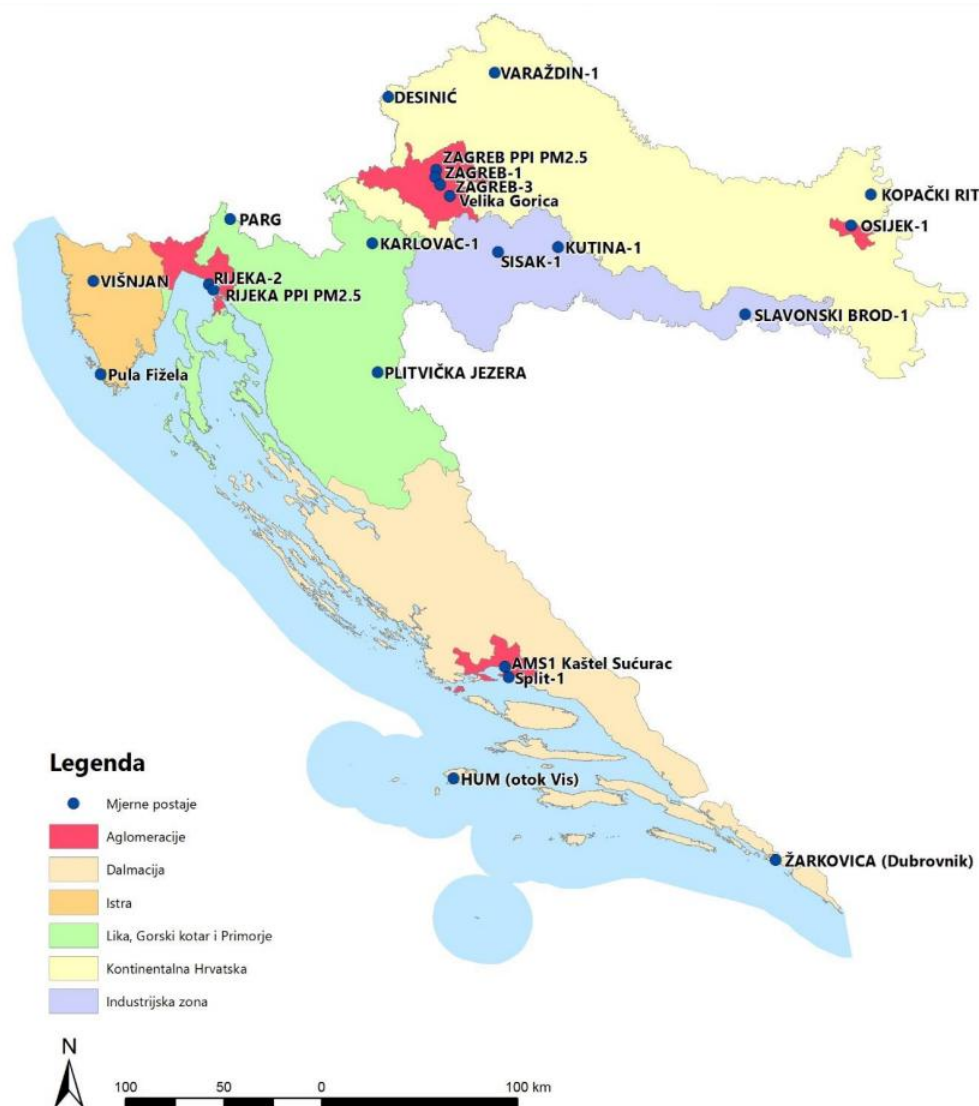 VARAŽDIN-1
DESINIĆ
ZAGREB PPI PM2.5
ZAGREB-1
ZAGREB-3
Velika Gorica
KOPAČKI RIT
OSIJEK-1
PARG
KARLOVAC-1
KUTINA-1
SISAK-1
VIŠNJAN
RIJEKA-2
RIJEKA PPI PM2.5
SLAVONSKI BROD-1
Pula Fižela
PLITVIČKA JEZERA
AMS1 Kaštel Sućurac
Split-1
HUM (otok Vis)
ŽARKOVICA (Dubrovnik)
Legenda
Mjerne postaje
Aglomeracije
Dalmacija
Istra
Lika, Gorski kotar i Primorje
Kontinentalna Hrvatska
Industrijska zona
N
100 50 0 100 km